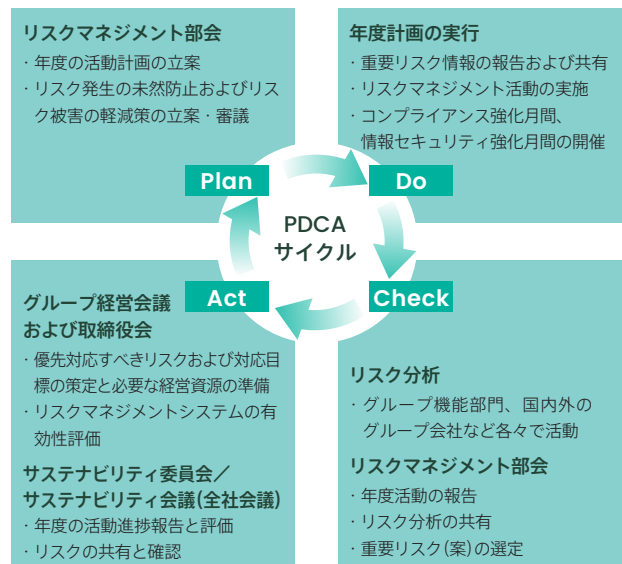 リスクマネジメント部会
・年度の活動計画の立案
・リスク発生の未然防止およびリス
ク被害の軽減策の立案・審議
年度計画の実行
・重要リスク情報の報告および共有
・リスクマネジメント活動の実施
・コンプライアンス強化月間、
情報セキュリティ強化月間の開催
Plan
Do
PDCA
サイクル
Act
Check
グループ経営会議
および取締役会
・優先対応すべきリスクおよび対応目
標の策定と必要な経営資源の準備
・リスクマネジメントシステムの有
効性評価
サステナビリティ委員会／
サステナビリティ会議(全社会議)
・年度の活動進捗報告と評価
・リスクの共有と確認
リスク分析
・グループ機能部門、国内外の
グループ会社など各々で活動
リスクマネジメント部会
・年度活動の報告
・リスク分析の共有
・重要リスク(案)の選定